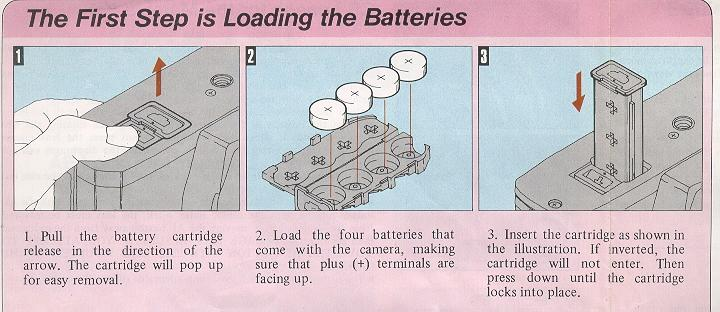 The First Step is Loading the Batteries
1
2
3
1. Pull the battery cartridge
release in the direction of the
arrow. The cartridge will pop up
for easy removal.
2. Load the four batteries that
come with the camera, making
sure that plus (+) terminals are
facing up.
3. Insert the cartridge as shown in
the illustration. If inverted, the
cartridge will not enter. Then
press down until the cartridge
locks into place.